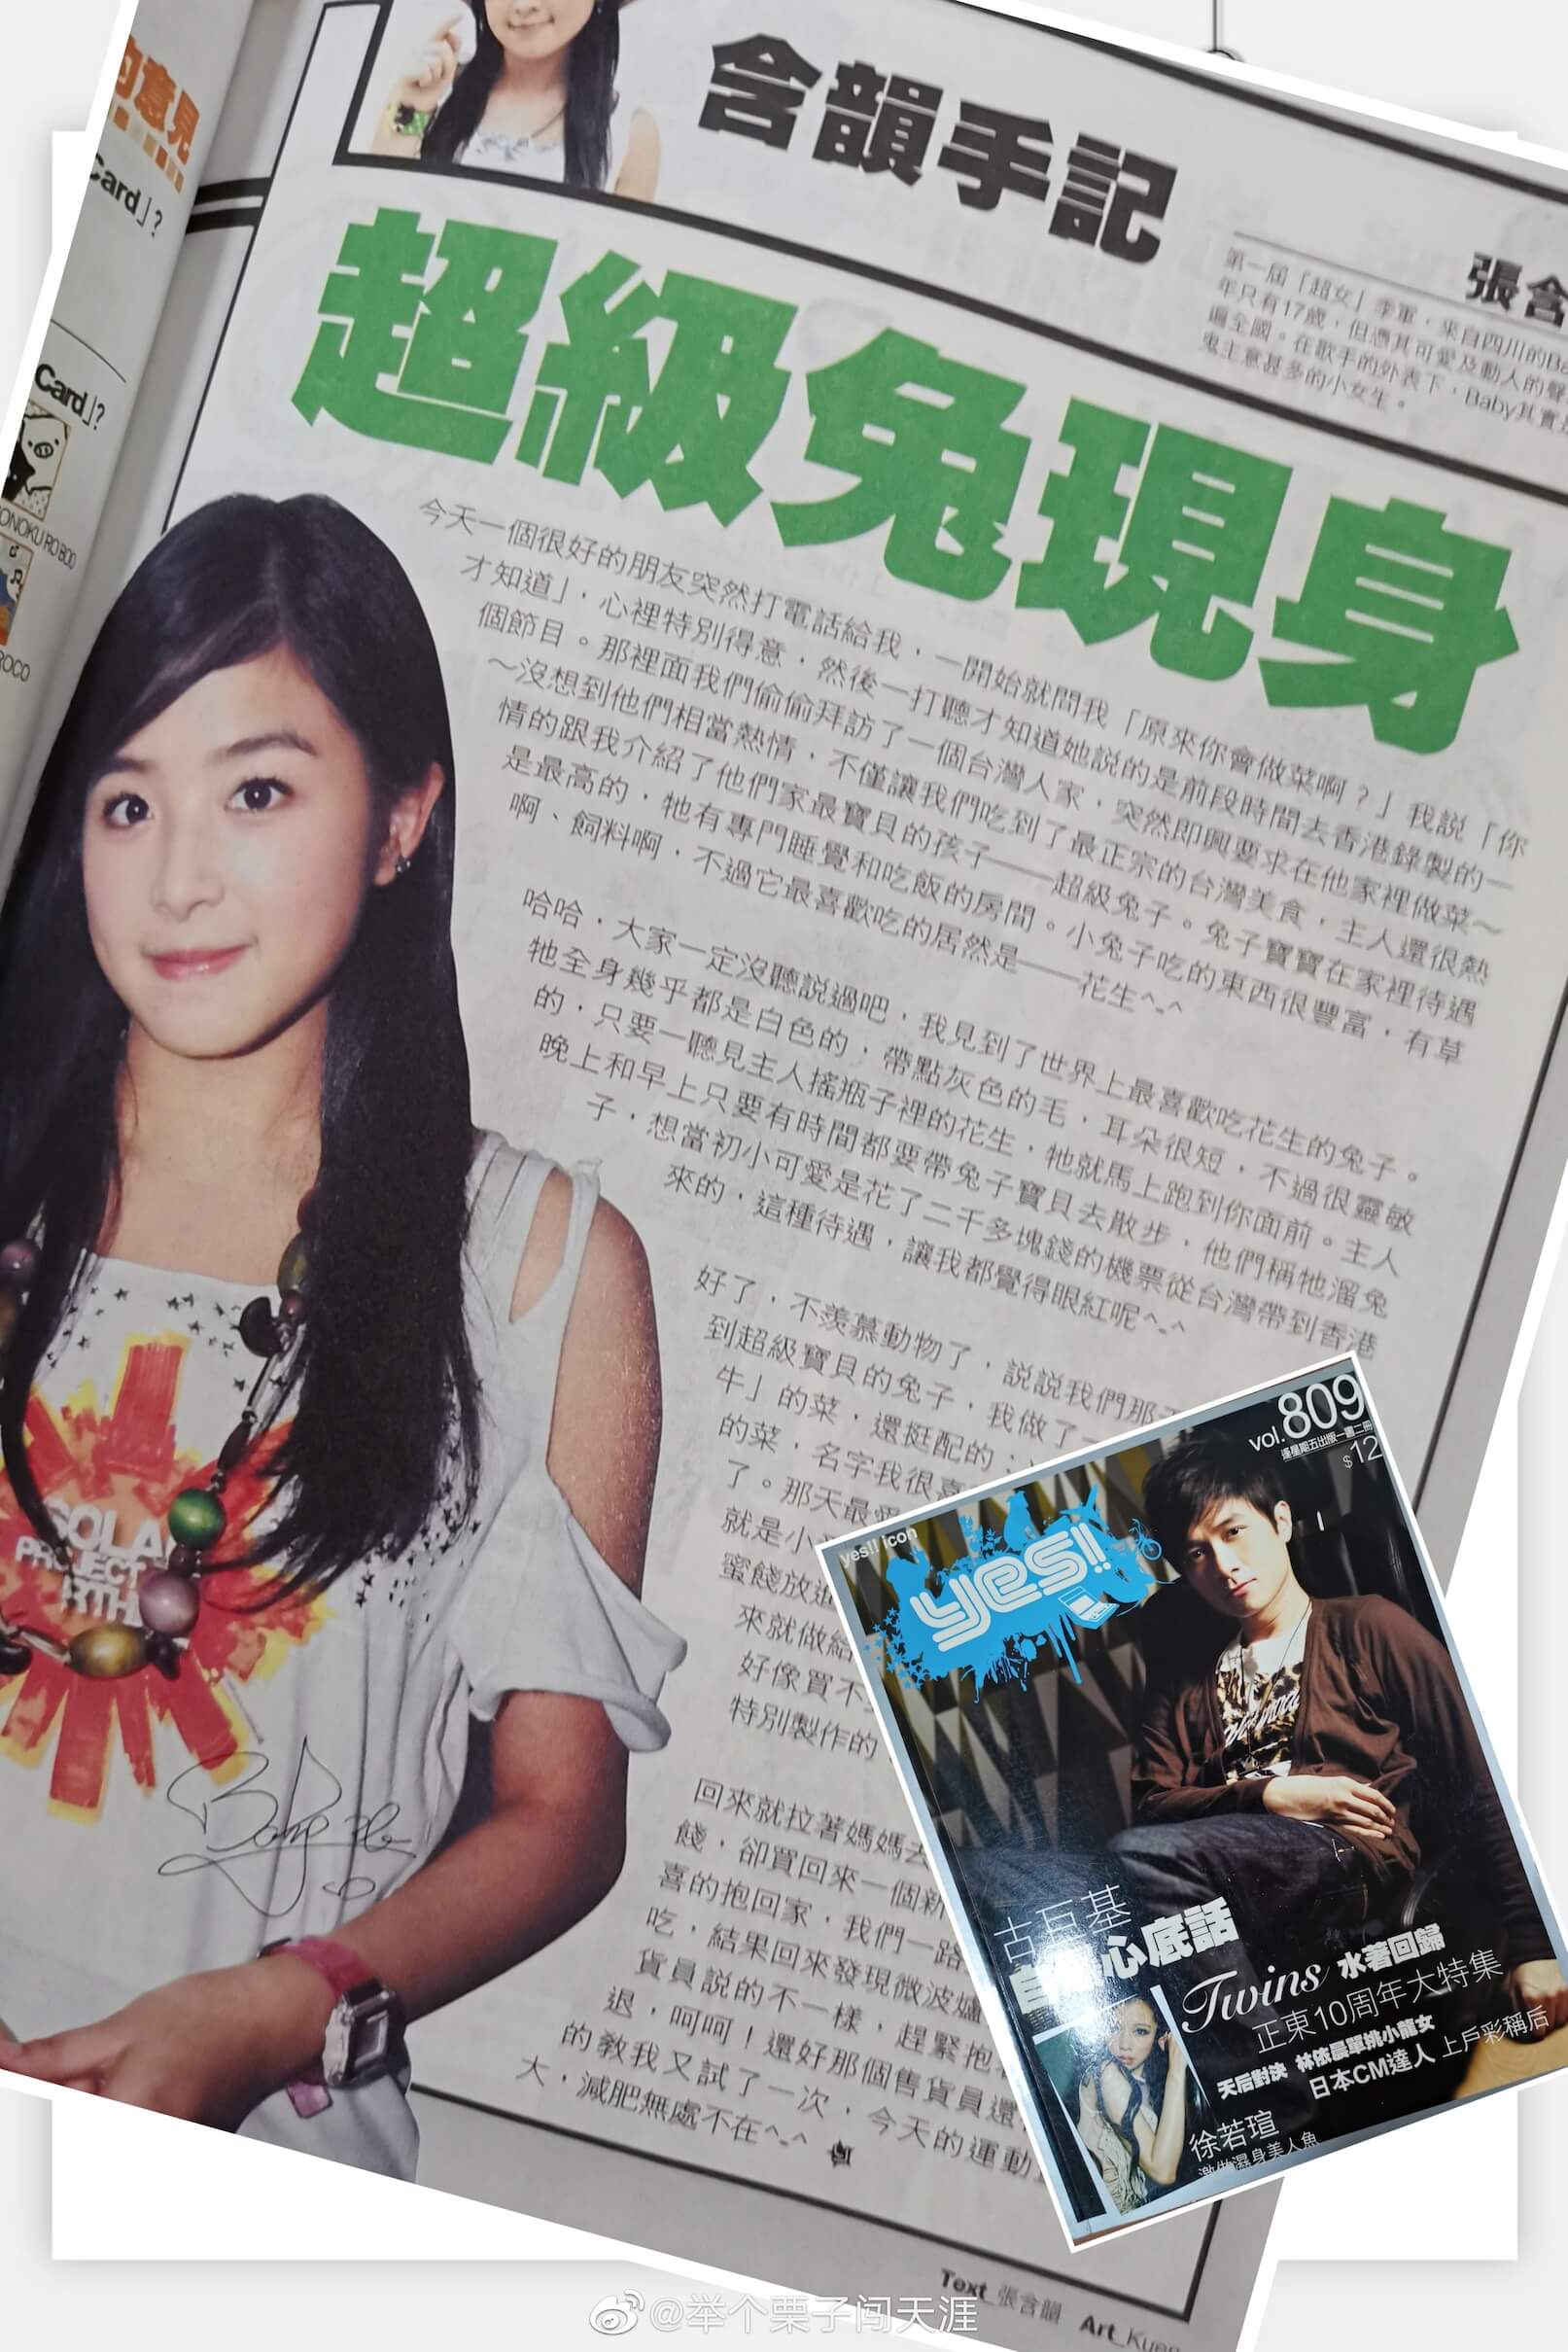 的意見
Card」?
Card」?
ONOKURO BOO
ROCO
含韻手記
張含
第一屆「超女」季軍，來自四川的Ba
年只有17歲，但憑其可愛及動人的聲
遍全國。在歌手的外表下，Baby其實
鬼主意甚多的小女生。
超級兔現身
今天一個很好的朋友突然打電話給我，一開始就問我「原來你會做菜啊？」我說「你
才知道」，心裡特別得意，然後一打聽才知道她說的是前段時間去香港錄製的一
個節目。那裡面我們偷偷拜訪了一個台灣人家，突然即興要求在他家裡做菜～
～沒想到他們相當熱情，不僅讓我們吃到了最正宗的台灣美食，主人還很熱
情的跟我介紹了他們家最寶貝的孩子——超級兔子。兔子寶寶在家裡待遇
是最高的，牠有專門睡覺和吃飯的房間。小兔子吃的東西很豐富，有草
啊、飼料啊，不過它最喜歡吃的居然是——花生^.^
哈哈，大家一定沒聽說過吧，我見到了世界上最喜歡吃花生的兔子。
牠全身幾乎都是白色的，帶點灰色的毛，耳朵很短，不過很靈敏
的，只要一聽見主人搖瓶子裡的花生，牠就馬上跑到你面前。主人
晚上和早上只要有時間都要帶兔子寶貝去散步，他們稱牠溜兔
子，想當初小可愛是花了二千多塊錢的機票從台灣帶到香港
來的，這種待遇，讓我都覺得眼紅呢^.^
好了，不羨慕動物了，說說我們那天
到超級寶貝的兔子，我做了一
牛」的菜，還挺配的；
的菜，名字我很喜
了。那天最愛
就是小
蜜餞放進
來就做給
好像買不
特別製作的
回來就拉著媽媽去
餞，卻買回來一個新
喜的抱回家，我們一路
吃，結果回來發現微波爐
貨員說的不一樣，趕緊抱
退，呵呵！還好那個售貨員還
的教我又試了一次，今天的運動
大，減肥無處不在^.^
SOLA
PROJECT
RTH
Text_張含韻 Art_Kuen
yes!! icon
yes!!
vol.809
逢星期五出版一書二冊
$12
古巨基
心底話
Twins 水著回歸
正東10周年大特集
天后對決 林依晨單挑小龍女
日本CM達人 上戶彩稱后
徐若瑄
激做濕身美人魚
@举个栗子闯天涯